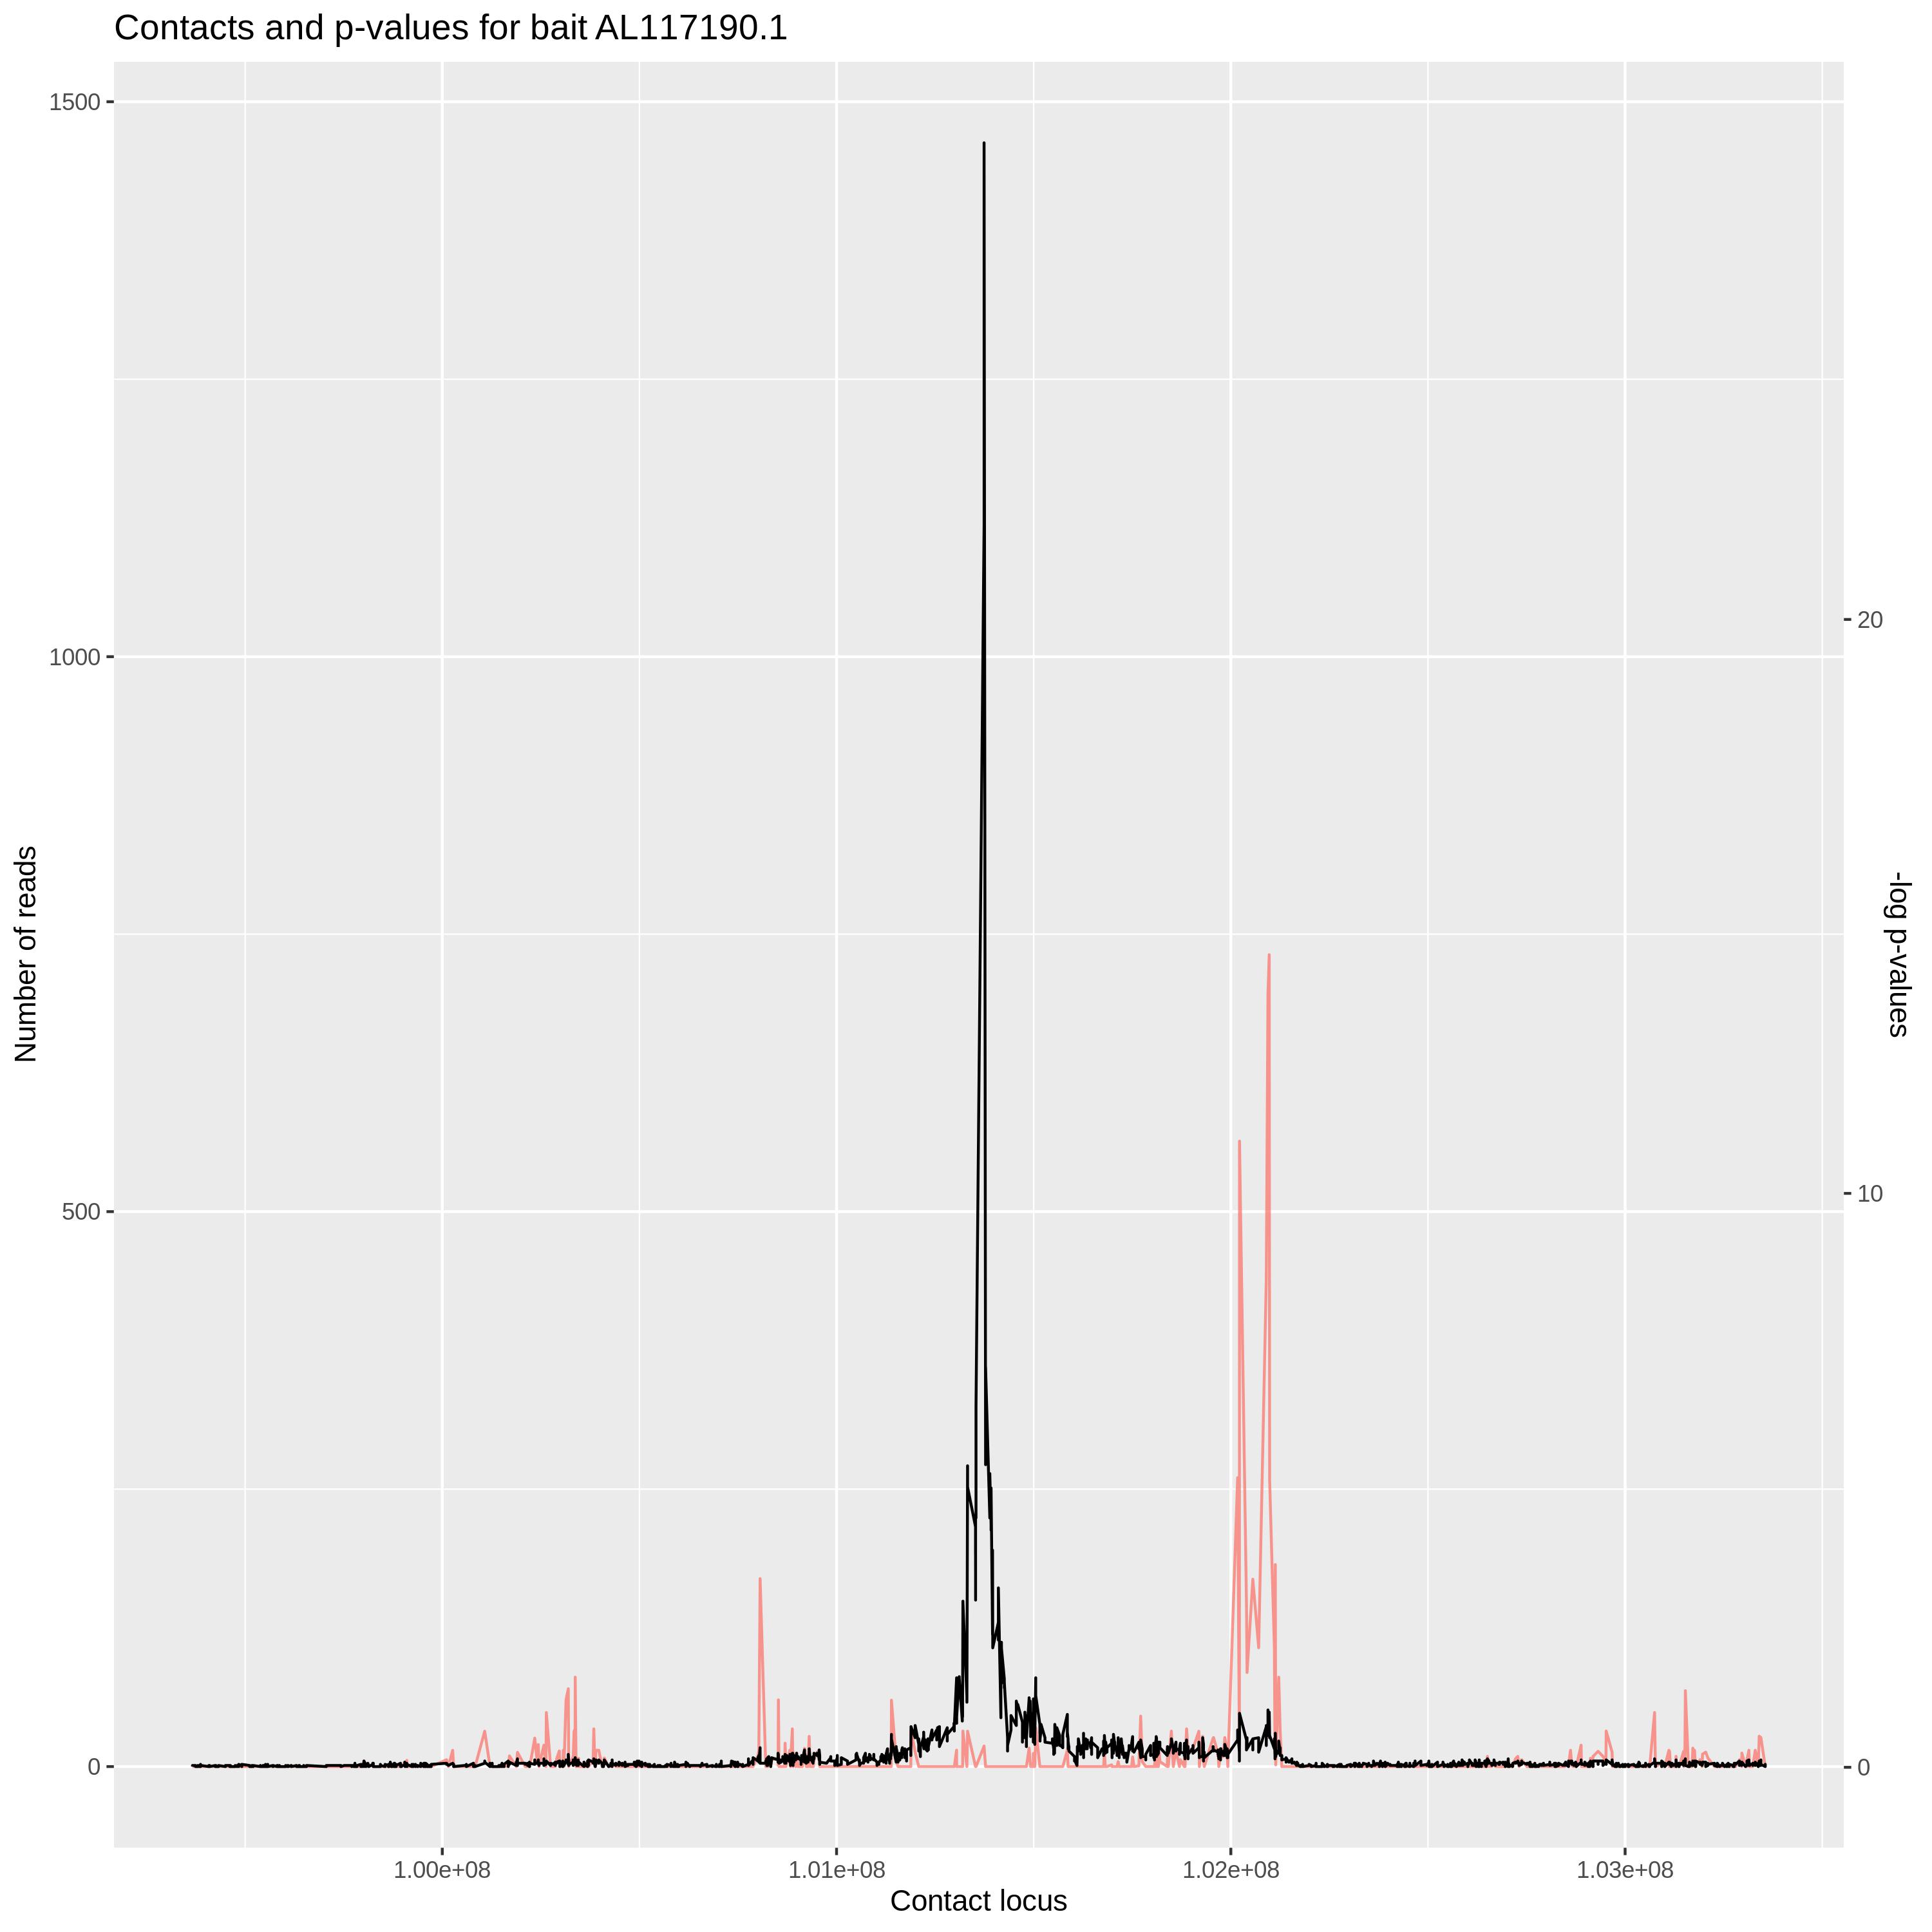 Contacts and p-values for bait AL117190.1
1500
1000
500
0
20
10
0
Number of reads
-log p-values
1.00e+08
1.01e+08
1.02e+08
1.03e+08
Contact locus